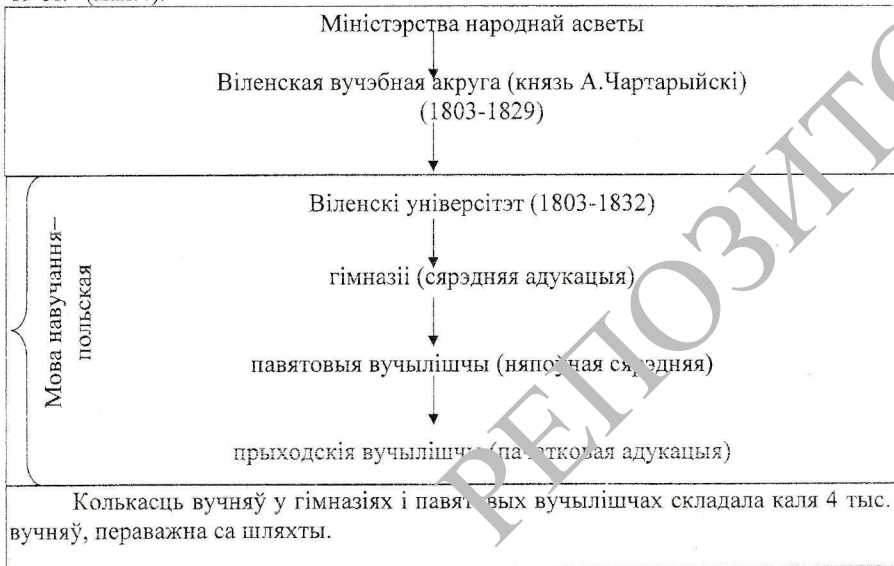 Міністэрства народнай асветы
Віленская вучэбная акруга (князь А.Чартарыйскі)
(1803-1829)
Віленскі універсітэт (1803-1832)
гімназіі (сярэдняя адукацыя)
павятовыя вучылішчы (няпоўная сярэдняя)
прыходскія вучылішчы (пачатковая адукацыя)
Мова навучання–
польская
Колькасць вучняў у гімназіях і павятовых вучылішчах складала каля 4 тыс.
вучняў, пераважна са шляхты.
РЕПОЗИТО